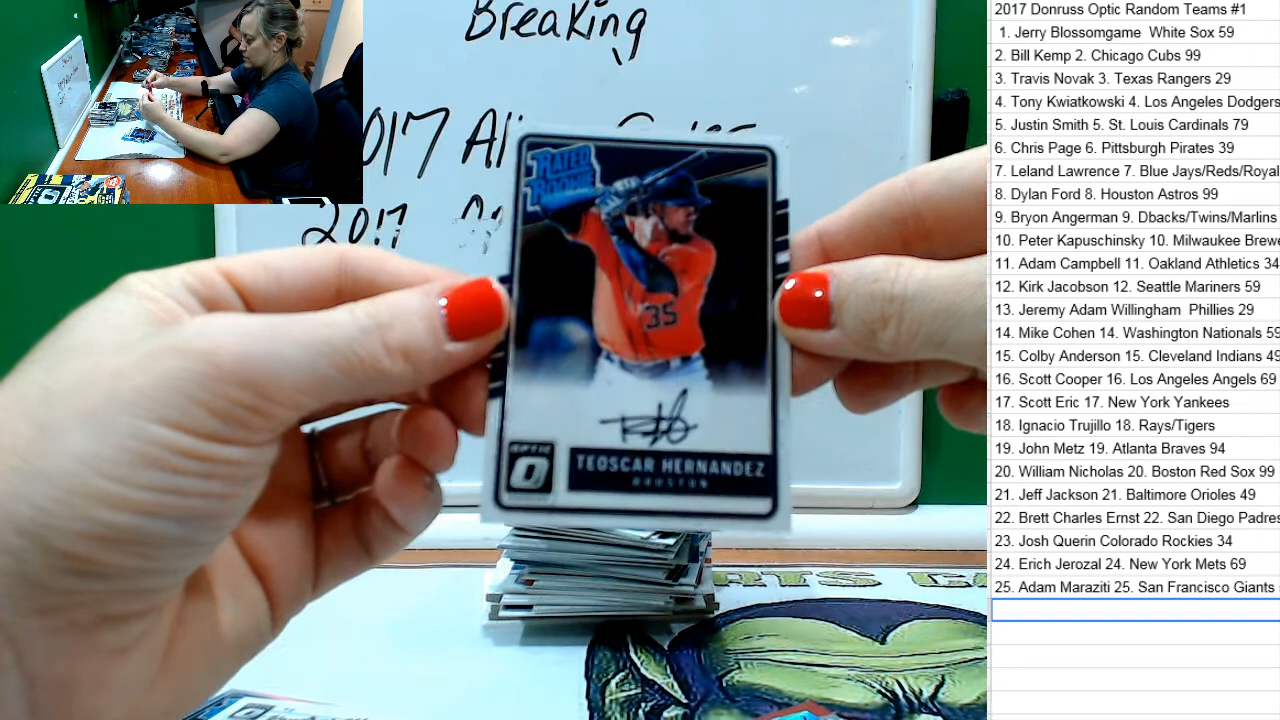 Breaking
2017
2017
RATED
ROOKIE
35
OPTIC
O
TEOSCAR HERNANDEZ
HOUSTON
2017 Donruss Optic Random Teams #1
1. Jerry Blossomgame White Sox 59
2. Bill Kemp 2. Chicago Cubs 99
3. Travis Novak 3. Texas Rangers 29
4. Tony Kwiatkowski 4. Los Angeles Dodgers
5. Justin Smith 5. St. Louis Cardinals 79
6. Chris Page 6. Pittsburgh Pirates 39
7. Leland Lawrence 7. Blue Jays/Reds/Royal
8. Dylan Ford 8. Houston Astros 99
9. Bryon Angerman 9. Dbacks/Twins/Marlins
10. Peter Kapuschinsky 10. Milwaukee Brewe
11. Adam Campbell 11. Oakland Athletics 34
12. Kirk Jacobson 12. Seattle Mariners 59
13. Jeremy Adam Willingham Phillies 29
14. Mike Cohen 14. Washington Nationals 55
15. Colby Anderson 15. Cleveland Indians 49
16. Scott Cooper 16. Los Angeles Angels 69
17. Scott Eric 17. New York Yankees
18. Ignacio Trujillo 18. Rays/Tigers
19. John Metz 19. Atlanta Braves 94
20. William Nicholas 20. Boston Red Sox 99
21. Jeff Jackson 21. Baltimore Orioles 49
22. Brett Charles Ernst 22. San Diego Padres
23. Josh Querin Colorado Rockies 34
24. Erich Jerozal 24. New York Mets 69
25. Adam Maraziti 25. San Francisco Giants